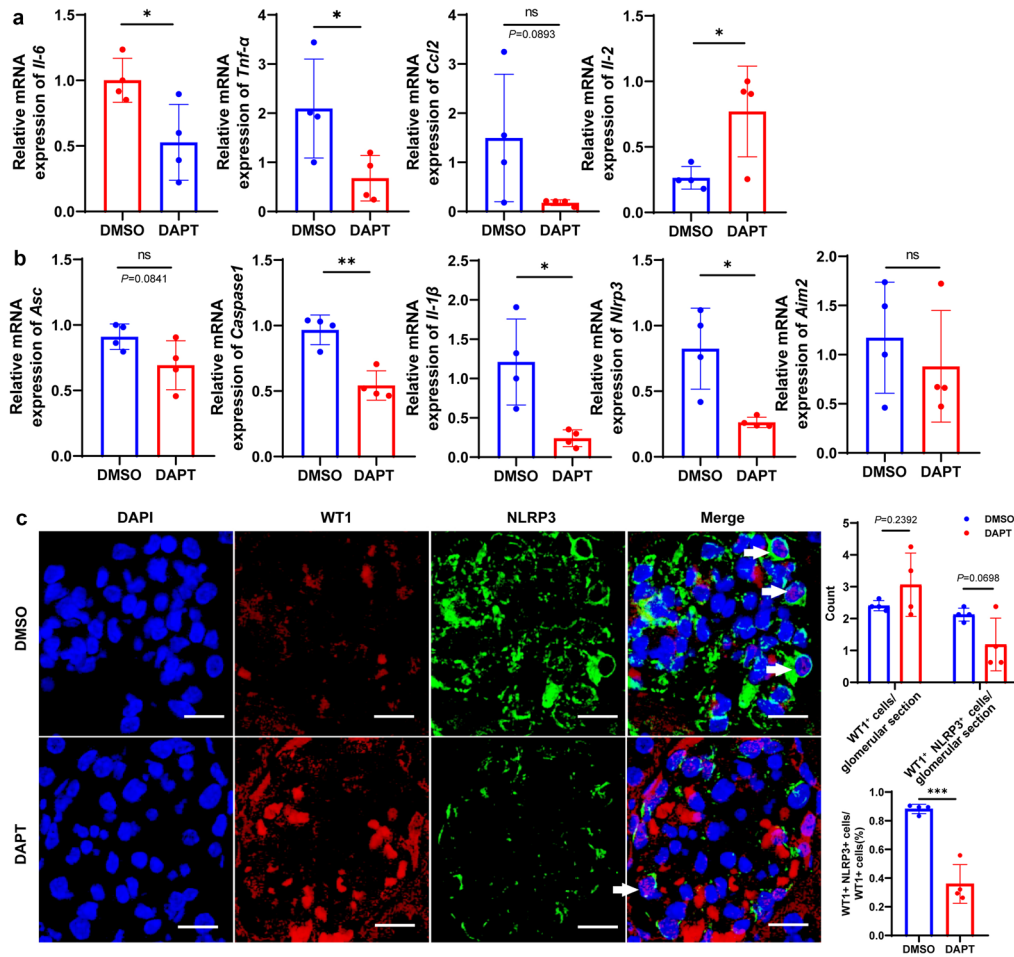 a
Relative mRNA
expression of Il-6
1.5
1.0
0.5
0.0
*
DMSO
DAPT
Relative mRNA
expression of Tnf-α
4
3
2
1
0
*
DMSO
DAPT
Relative mRNA
expression of Ccl2
4
3
2
1
0
ns
P=0.0893
DMSO
DAPT
Relative mRNA
expression of Il-2
1.5
1.0
0.5
0.0
*
DMSO
DAPT
b
Relative mRNA
expression of Asc
1.5
1.0
0.5
0.0
ns
P=0.0841
DMSO
DAPT
Relative mRNA
expression of Caspase1
1.5
1.0
0.5
0.0
**
DMSO
DAPT
Relative mRNA
expression of Il-1β
2.5
2.0
1.5
1.0
0.5
0.0
*
DMSO
DAPT
Relative mRNA
expression of Nlrp3
1.5
1.0
0.5
0.0
*
DMSO
DAPT
Relative mRNA
expression of Aim2
2.0
1.5
1.0
0.5
0.0
ns
DMSO
DAPT
c
DAPI
WT1
NLRP3
Merge
DMSO
DAPT
Count
6
5
4
3
2
1
0
P=0.2392
P=0.0698
DMSO
DAPT
WT1+ cells/
glomerular section
WT1+ NLRP3+ cells/
glomerular section
WT1+ NLRP3+ cells/
WT1+ cells(%)
1.0
0.8
0.6
0.4
0.2
0.0
***
DMSO
DAPT